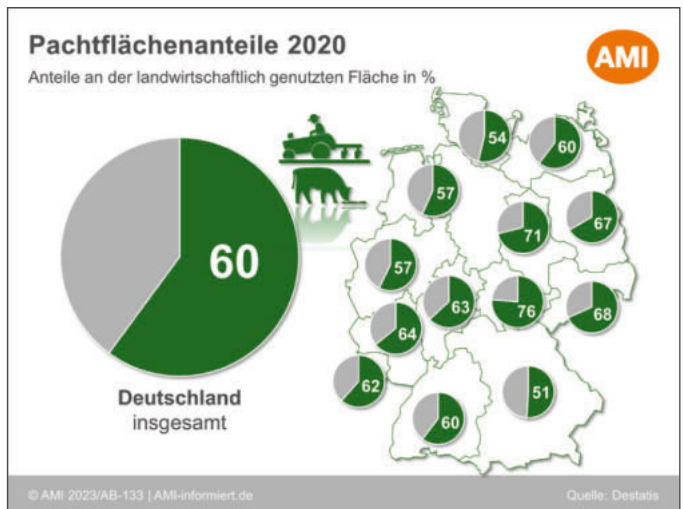 Pachtflächenanteile 2020
AMI
Anteile an der landwirtschaftlich genutzten Fläche in %
54
60
57
67
71
60
57
63
76
68
64
62
51
60
Deutschland
insgesamt
© AMI 2023/AB-133 | AMI-informiert.de
Quelle: Destatis